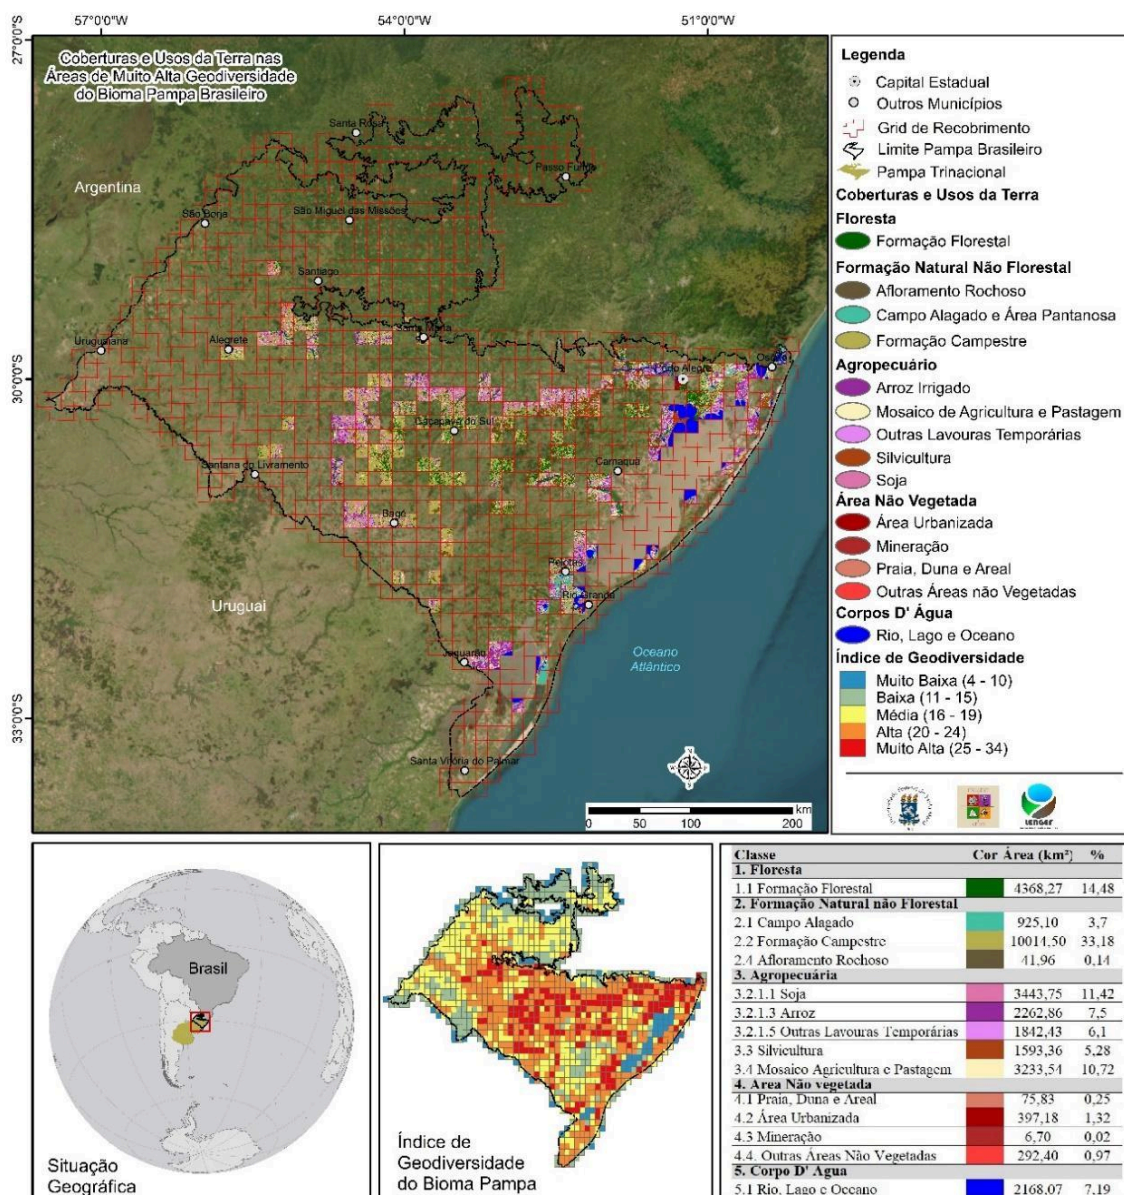 57°0'0"W 54°0'0"W 51°0'0"W
27°0'0"S
30°0'0"S
33°0'0"S
Coberturas e Usos da Terra nas
Áreas de Muito Alta Geodiversidade
do Bioma Pampa Brasileiro
Santa Rosa
Passo Fundo
Argentina
São Borja
São Miguel das Missões
Santiago
Santa Maria
Uruguaiana
Alegrete
Osório
Porto Alegre
Caçapava do Sul
Santana do Livramento
Camaquã
Bagé
Pelotas
Rio Grande
Uruguai
Jaguarão
Oceano
Atlântico
Santa Vitória do Palmar
km
0 50 100 200
Legenda
Capital Estadual
Outros Municípios
Grid de Recobrimento
Limite Pampa Brasileiro
Pampa Trinacional
Coberturas e Usos da Terra
Floresta
Formação Florestal
Formação Natural Não Florestal
Afloramento Rochoso
Campo Alagado e Área Pantanosa
Formação Campestre
Agropecuário
Arroz Irrigado
Mosaico de Agricultura e Pastagem
Outras Lavouras Temporárias
Silvicultura
Soja
Área Não Vegetada
Área Urbanizada
Mineração
Praia, Duna e Areal
Outras Áreas não Vegetadas
Corpos D' Água
Rio, Lago e Oceano
Índice de Geodiversidade
Muito Baixa (4 - 10)
Baixa (11 - 15)
Média (16 - 19)
Alta (20 - 24)
Muito Alta (25 - 34)
Brasil
Situação
Geográfica
Índice de
Geodiversidade
do Bioma Pampa
Classe Cor Área (km²) %
1. Floresta
1.1 Formação Florestal 4368,27 14,48
2. Formação Natural não Florestal
2.1 Campo Alagado 925,10 3,7
2.2 Formação Campestre 10014,50 33,18
2.4 Afloramento Rochoso 41,96 0,14
3. Agropecuária
3.2.1.1 Soja 3443,75 11,42
3.2.1.3 Arroz 2262,86 7,5
3.2.1.5 Outras Lavouras Temporárias 1842,43 6,1
3.3 Silvicultura 1593,36 5,28
3.4 Mosaico Agricultura e Pastagem 3233,54 10,72
4. Area Não vegetada
4.1 Praia, Duna e Areal 75,83 0,25
4.2 Área Urbanizada 397,18 1,32
4.3 Mineração 6,70 0,02
4.4. Outras Áreas Não Vegetadas 292,40 0,97
5. Corpo D' Agua
5.1 Rio, Lago e Oceano 2168,07 7,19